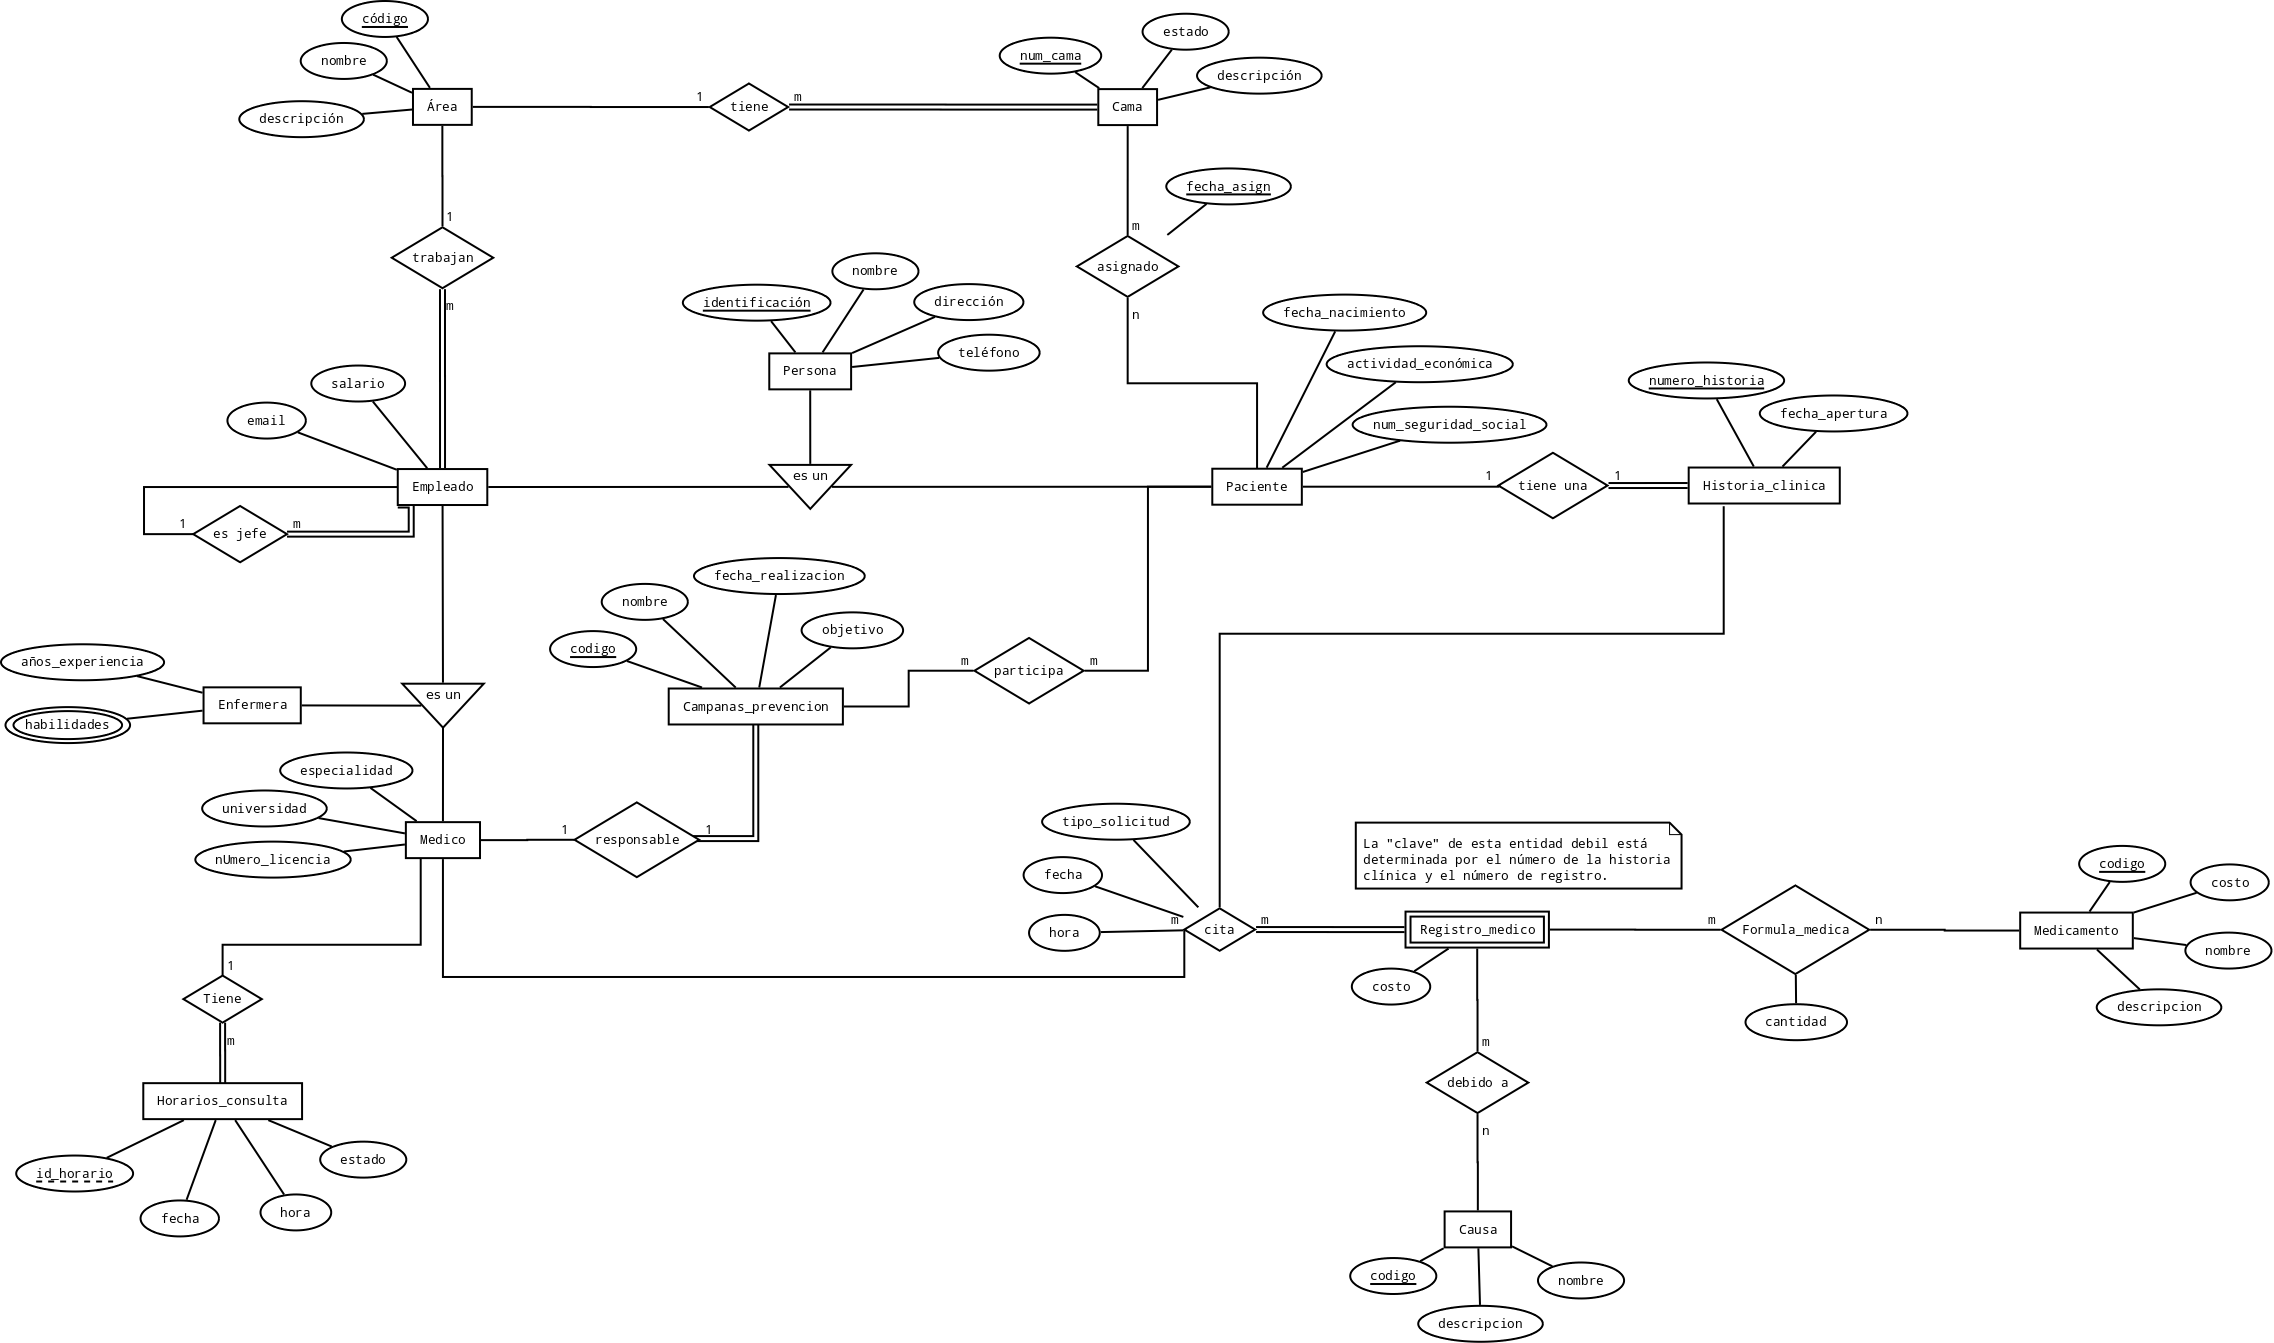 código
estado
num_cama
nombre
descripción
1
m
Área
tiene
Cama
descripción
fecha_asign
1
m
trabajan
asignado
nombre
identificación
dirección
m
fecha_nacimiento
n
teléfono
actividad_económica
Persona
salario
numero_historia
email
num_seguridad_social
fecha_apertura
es un
1
1
Empleado
Paciente
tiene una
Historia_clinica
1
m
es jefe
fecha_realizacion
nombre
objetivo
codigo
años_experiencia
m
m
participa
es un
Enfermera
Campanas_prevencion
habilidades
especialidad
universidad
tipo_solicitud
1
1
Medico
responsable
La "clave" de esta entidad debil está
determinada por el número de la historia
clínica y el número de registro.
nUmero_licencia
codigo
fecha
costo
m
m
m
n
hora
cita
Registro_medico
Formula_medica
Medicamento
nombre
1
costo
Tiene
descripcion
cantidad
m
m
debido a
Horarios_consulta
n
estado
id_horario
hora
fecha
Causa
codigo
nombre
descripcion